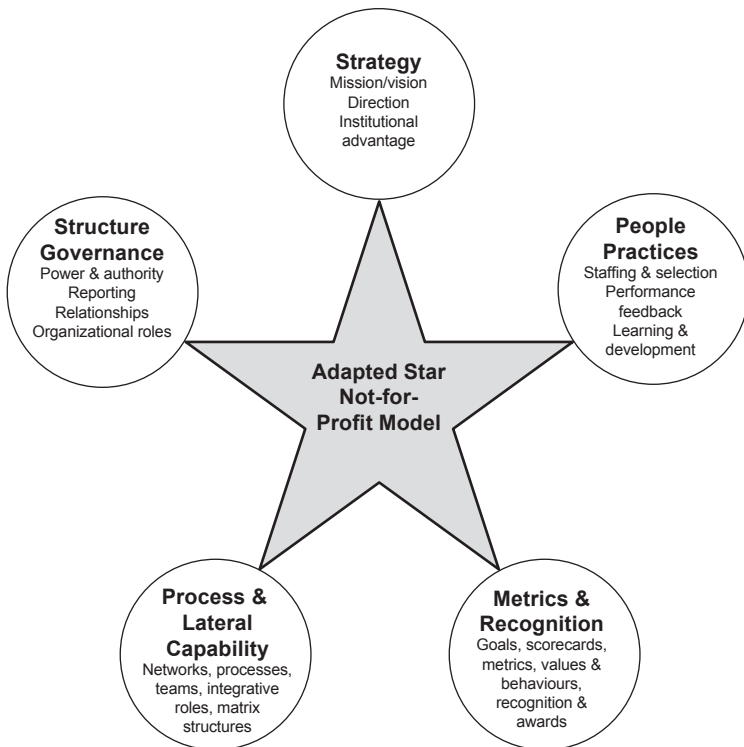 Strategy
Mission/vision
Direction
Institutional
advantage
Structure
Governance
Power & authority
Reporting
Relationships
Organizational roles
People
Practices
Staffing & selection
Performance
feedback
Learning &
development
Adapted Star
Not-for-
Profit Model
Process &
Lateral
Capability
Networks, processes,
teams, integrative
roles, matrix
structures
Metrics &
Recognition
Goals, scorecards,
metrics, values &
behaviours,
recognition &
awards